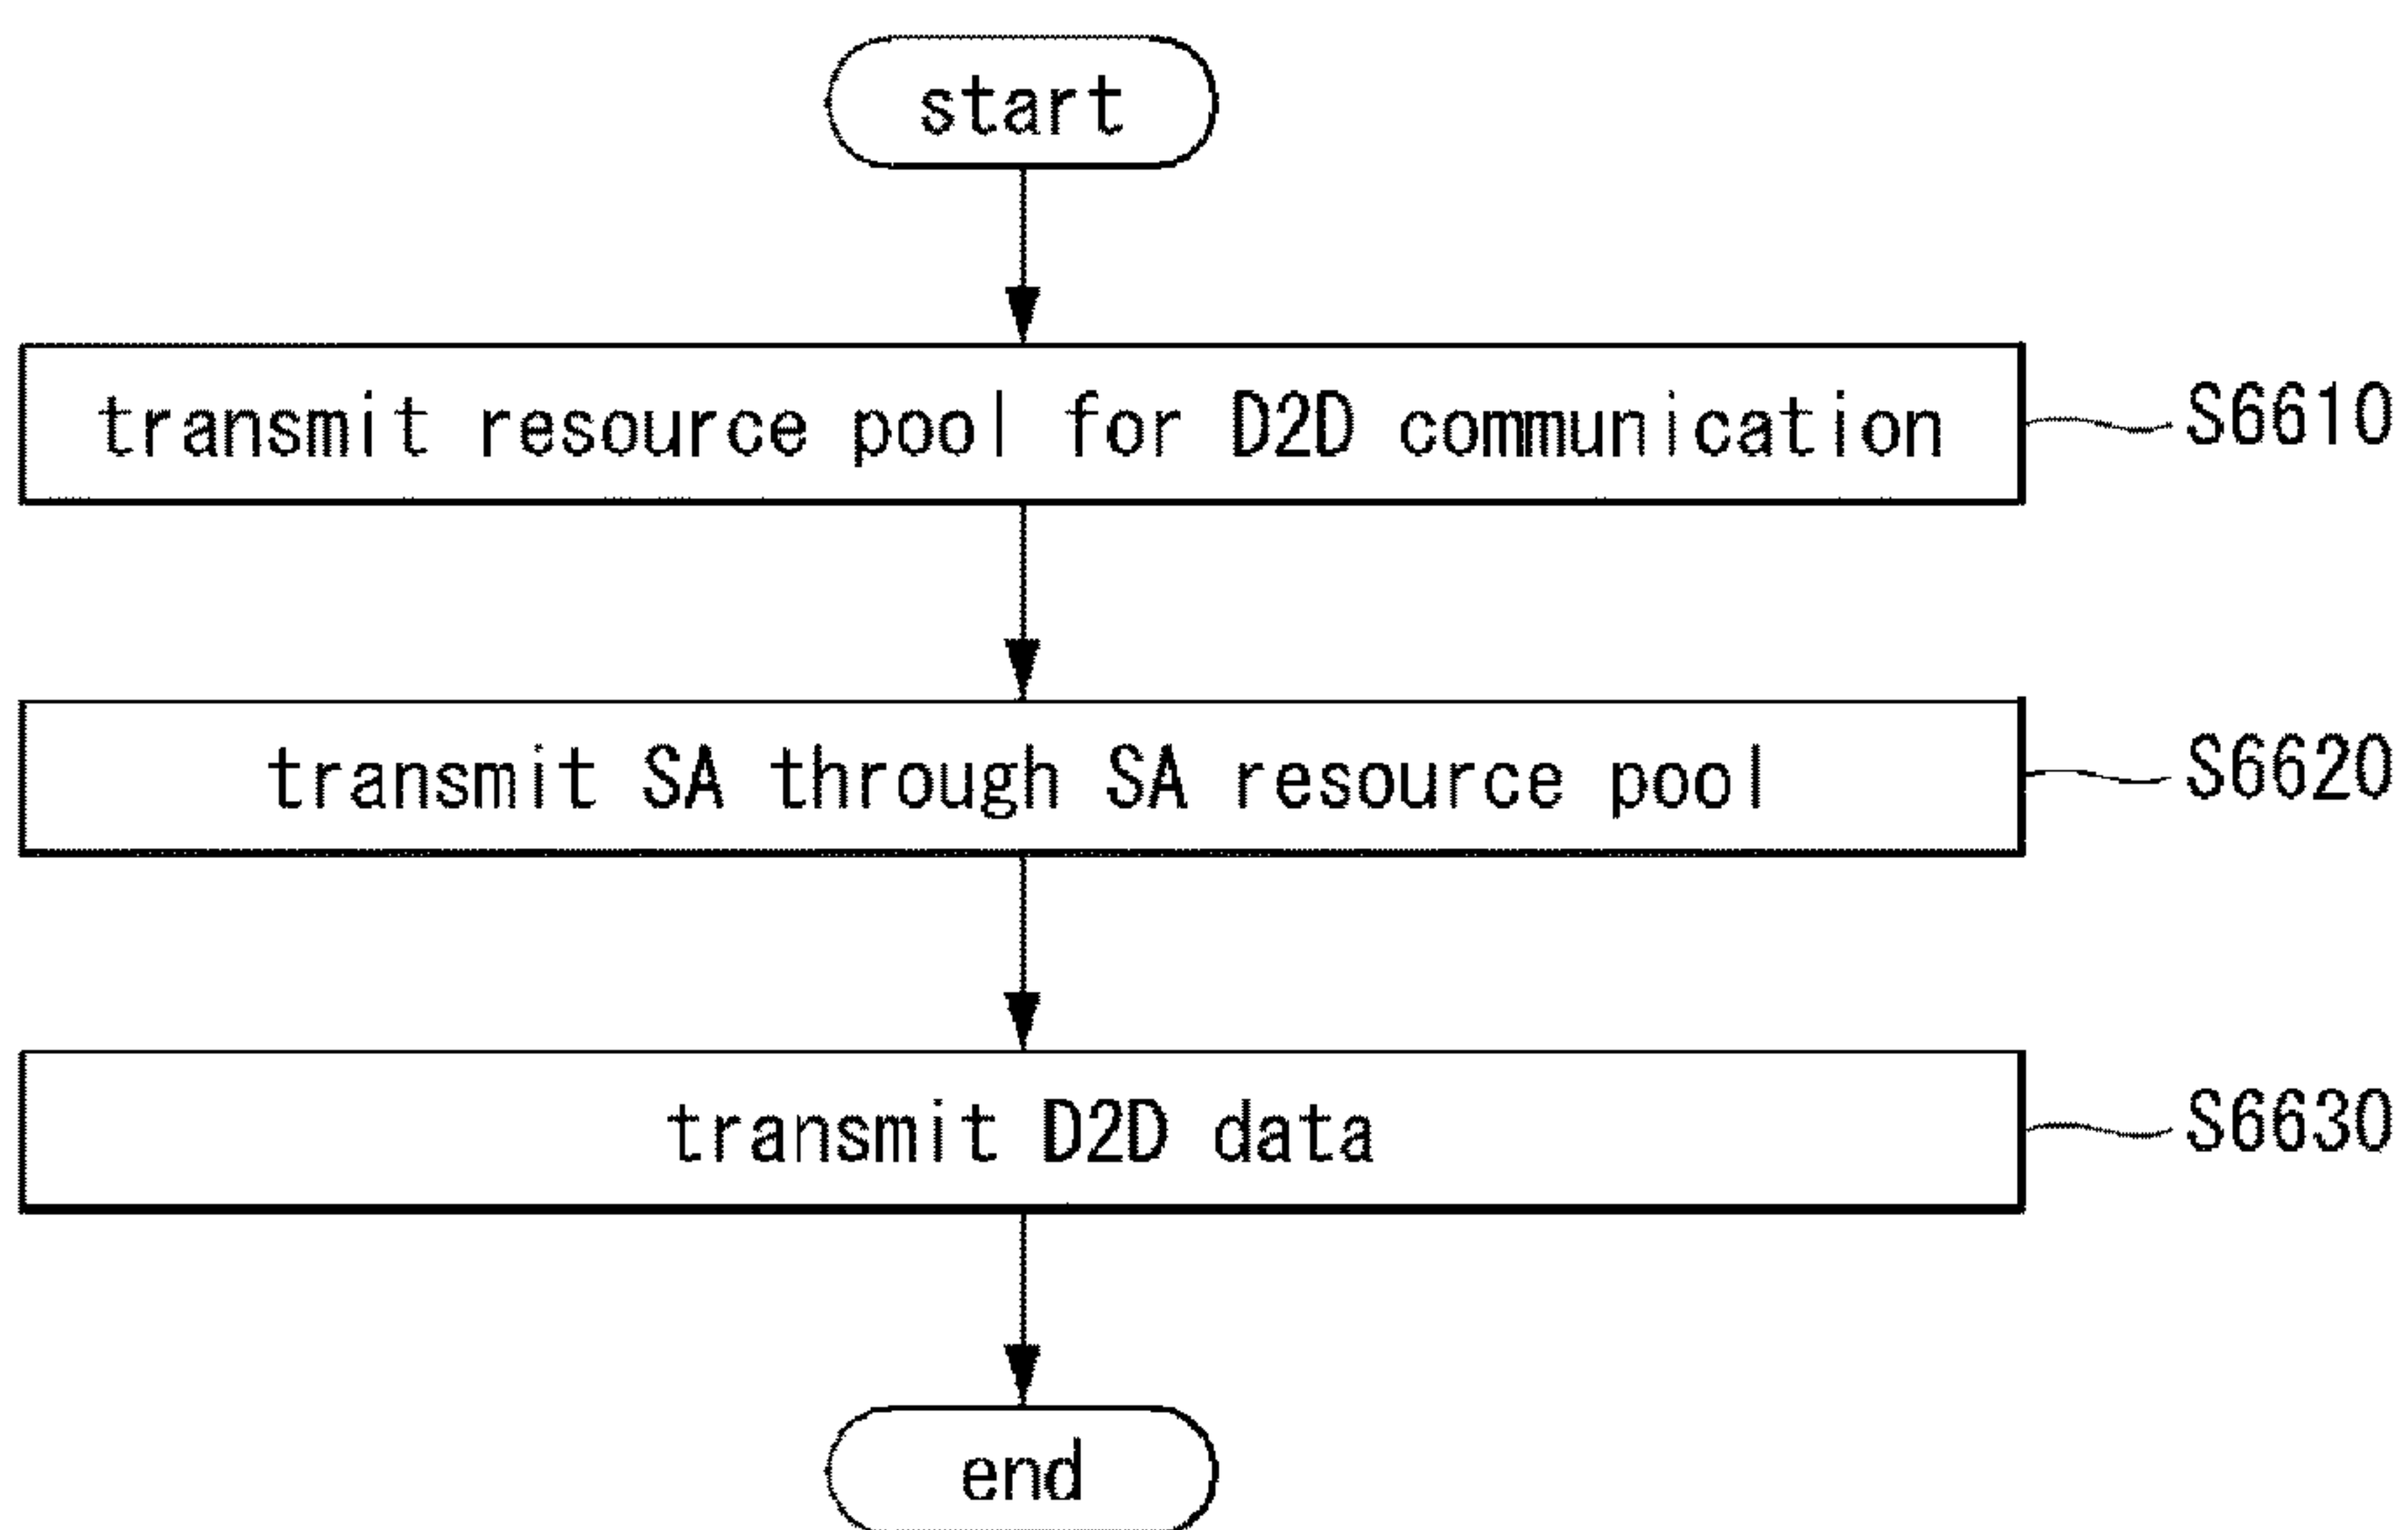 start
transmit resource pool for D2D communication S6610
transmit SA through SA resource pool S6620
transmit D2D data S6630
end